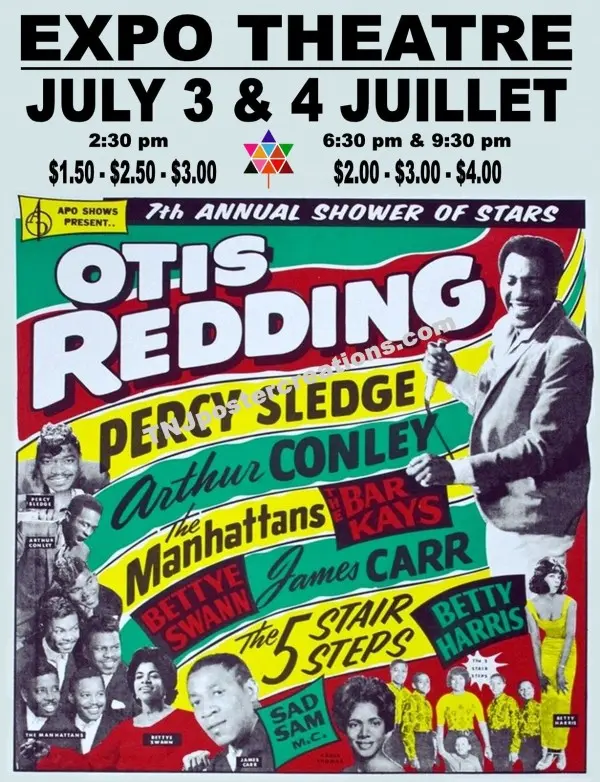 EXPO THEATRE
JULY 3 & 4 JUILLET
2:30 pm
6:30 pm & 9:30 pm
$1.50 - $2.50 - $3.00
$2.00 - $3.00 - $4.00
APO SHOWS
PRESENT..
7th ANNUAL SHOWER OF STARS
OTIS
REDDING
TNJpostercreations.com
PERCY SLEDGE
Arthur CONLEY
The Manhattans
THE BAR
KAYS
James CARR
BETTYE
SWANN
The 5 STAIR
STEPS
BETTY
HARRIS
SAD
SAM
M.C.
PERCY
SLEDGE
ARTHUR
CONLEY
THE MANHATTANS
BETTYE
SWANN
JAMES
CARR
The 5
STAIR
STEPS
BETTY
HARRIS